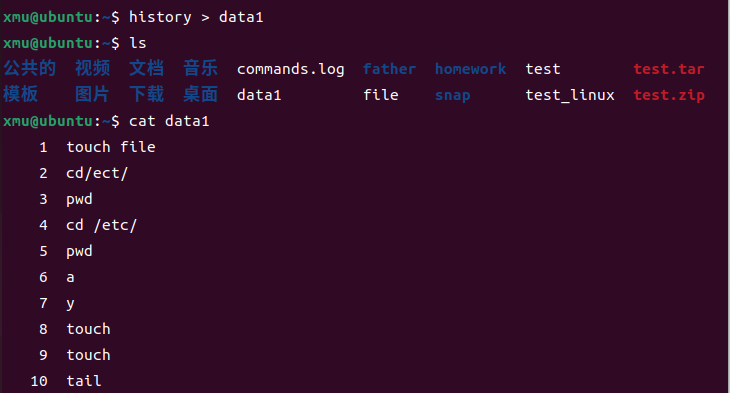 xmu@ubuntu:~$ history > data1
xmu@ubuntu:~$ ls
公共的 视频 文档 音乐 commands.log father homework test test.tar
模板 图片 下载 桌面 data1 file snap test_linux test.zip
xmu@ubuntu:~$ cat data1
1 touch file
2 cd/ect/
3 pwd
4 cd /etc/
5 pwd
6 a
7 y
8 touch
9 touch
10 tail